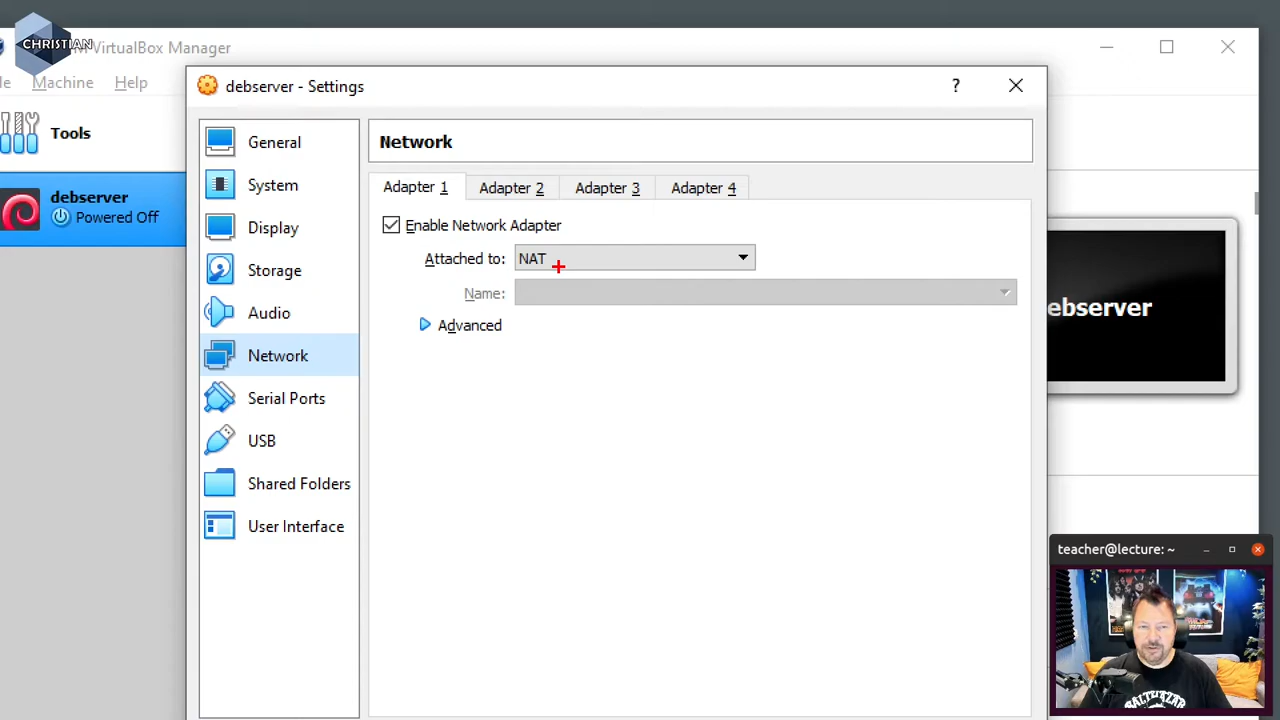 CHRISTIAN
VirtualBox Manager
Machine
Help
Tools
debserver
Powered Off
debserver - Settings
?
General
System
Display
Storage
Audio
Network
Serial Ports
USB
Shared Folders
User Interface
Network
Adapter 1
Adapter 2
Adapter 3
Adapter 4
Enable Network Adapter
Attached to: NAT
Name:
Advanced
ebserver
teacher@lecture: ~